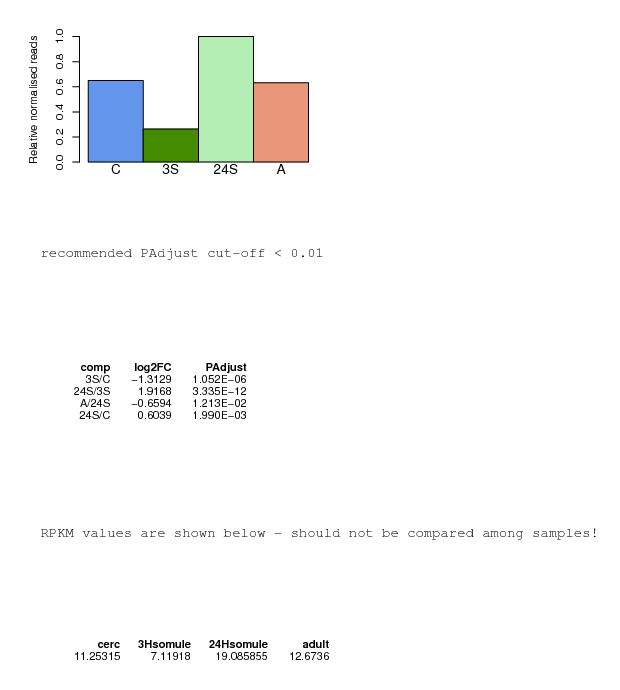 Relative normalised reads
1.0
0.8
0.6
0.4
0.2
0.0
C 3S 24S A
recommended PAdjust cut-off < 0.01
comp log2FC PAdjust
3S/C −1.3129 1.052E−06
24S/3S 1.9168 3.335E−12
A/24S −0.6594 1.213E−02
24S/C 0.6039 1.990E−03
RPKM values are shown below - should not be compared among samples!
cerc 3Hsomule 24Hsomule adult
11.25315 7.11918 19.085855 12.6736